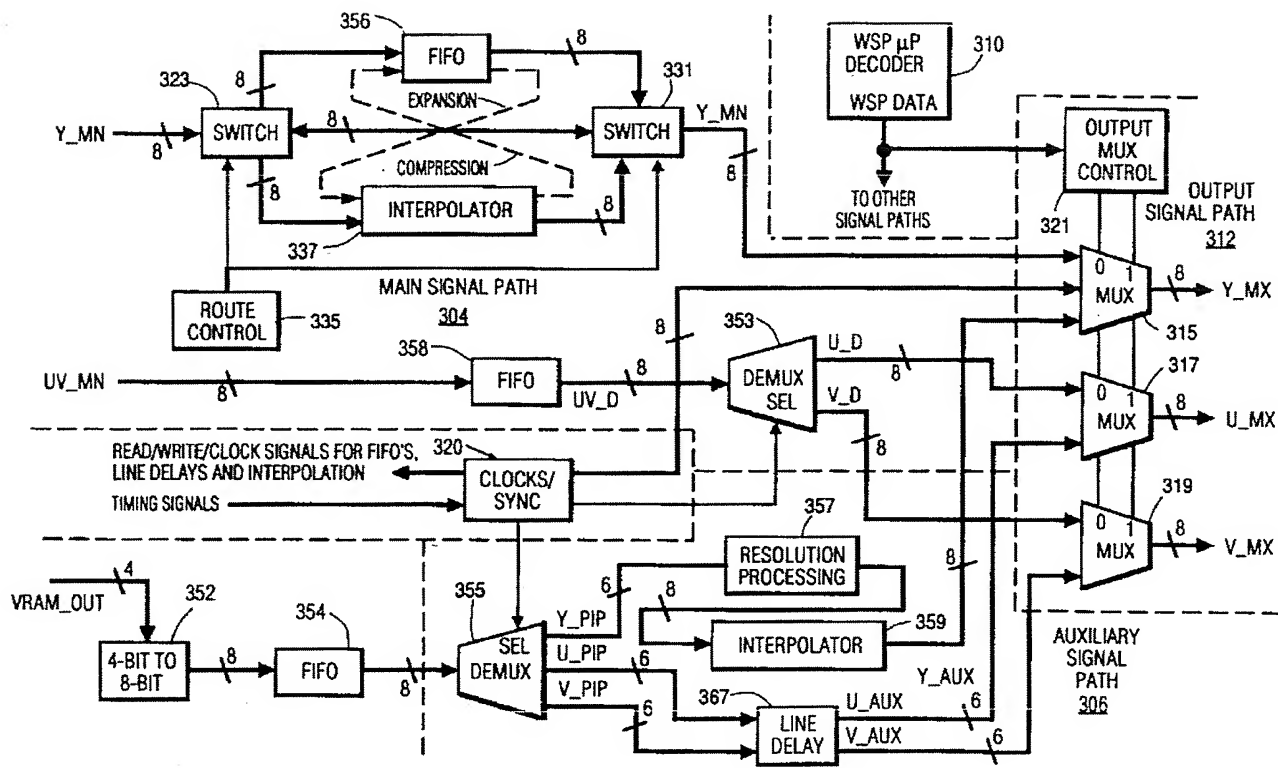 356
FIFO
8
8
323
SWITCH
Y_MN
8
EXPANSION
8
COMPRESSION
331
SWITCH
Y_MN
8
8
INTERPOLATOR
337
8
ROUTE
CONTROL
335
MAIN SIGNAL PATH
304
WSP μP
DECODER
WSP DATA
310
TO OTHER
SIGNAL PATHS
OUTPUT
MUX
CONTROL
321
OUTPUT
SIGNAL PATH
312
0 1
MUX
8
Y_MX
315
UV_MN
8
358
FIFO
UV_D
8
8
353
DEMUX
SEL
U_D
8
V_D
8
0 1
MUX
317
8
U_MX
READ/WRITE/CLOCK SIGNALS FOR FIFO'S,
LINE DELAYS AND INTERPOLATION
TIMING SIGNALS
320
CLOCKS/
SYNC
0 1
MUX
319
8
V_MX
VRAM_OUT
4
352
4-BIT TO
8-BIT
8
354
FIFO
8
355
SEL
DEMUX
Y_PIP
6
U_PIP
6
V_PIP
6
357
RESOLUTION
PROCESSING
8
INTERPOLATOR
359
8
Y_AUX
367
LINE
DELAY
U_AUX
6
V_AUX
6
AUXILIARY
SIGNAL
PATH
306